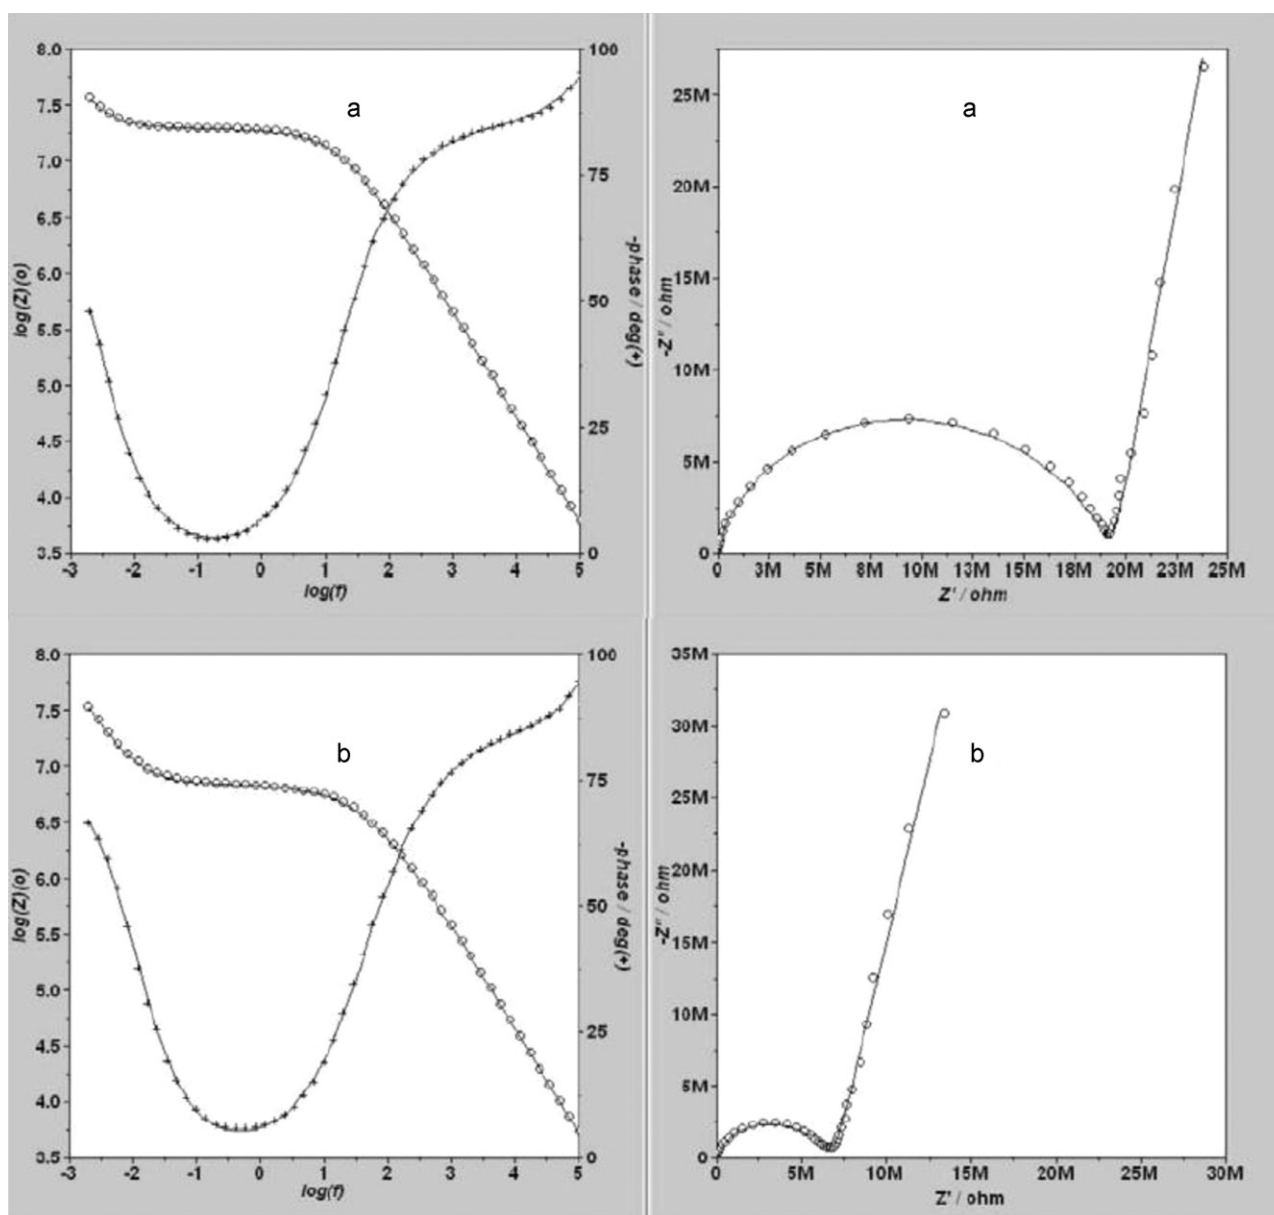 8.0
7.5
7.0
6.5
6.0
5.5
5.0
4.5
4.0
3.5
log(Z)(o)
a
100
75
50
25
0
-phase / deg(+)
-3 -2 -1 0 1 2 3 4 5
log(f)
25M
20M
15M
10M
5M
0
-Z" / ohm
a
0 3M 5M 8M 10M 13M 15M 18M 20M 23M 25M
Z' / ohm
8.0
7.5
7.0
6.5
6.0
5.5
5.0
4.5
4.0
3.5
log(Z)(o)
b
100
75
50
25
0
-phase / deg(+)
-3 -2 -1 0 1 2 3 4 5
log(f)
35M
30M
25M
20M
15M
10M
5M
0
-Z" / ohm
b
0 5M 10M 15M 20M 25M 30M
Z' / ohm